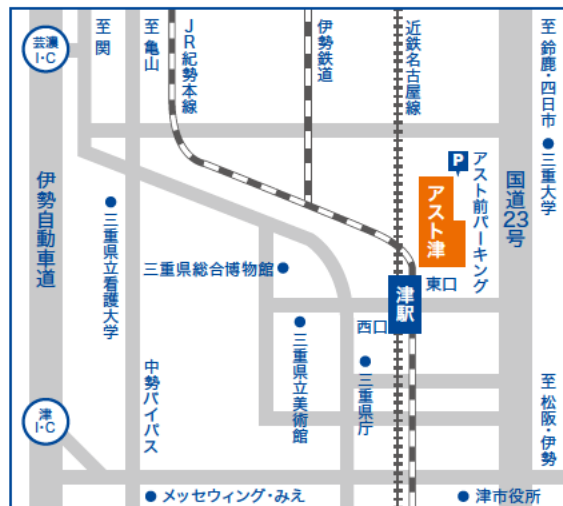 芸濃
I・C
至 関
至 亀山
JR紀勢本線
伊勢鉄道
近鉄名古屋線
至 鈴鹿・四日市
三重大学
P
アスト前パーキング
アスト津
国道23号
伊勢自動車道
三重県立看護大学
三重県総合博物館
津駅
東口
西口
三重県立美術館
三重県庁
中勢バイパス
至 松阪・伊勢
津
I・C
メッセウィング・みえ
津市役所